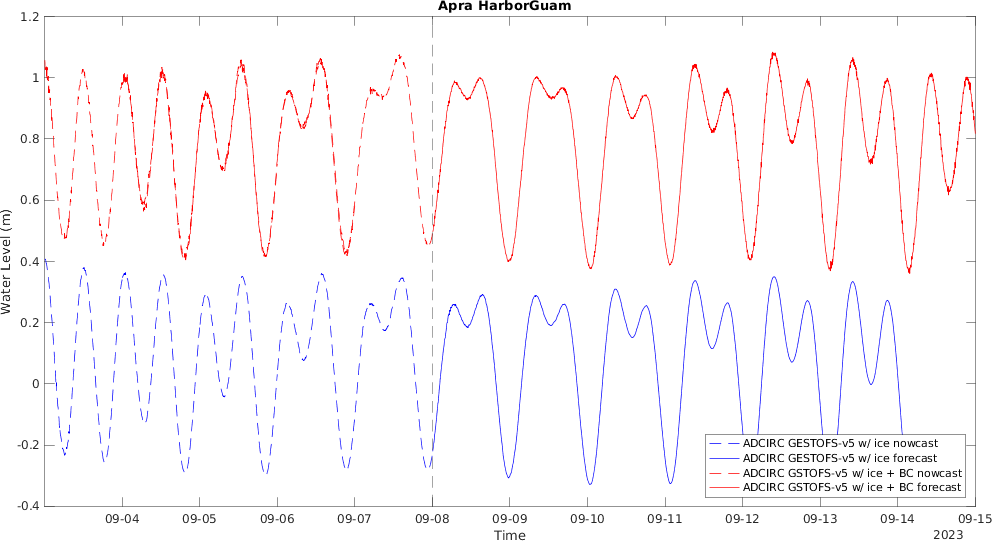 Apra HarborGuam
Water Level (m)
1.2
1
0.8
0.6
0.4
0.2
0
-0.2
-0.4
ADCIRC GESTOFS-v5 w/ ice nowcast
ADCIRC GESTOFS-v5 w/ ice forecast
ADCIRC GSTOFS-v5 w/ ice + BC nowcast
ADCIRC GSTOFS-v5 w/ ice + BC forecast
09-04 09-05 09-06 09-07 09-08 09-09 09-10 09-11 09-12 09-13 09-14 09-15
Time
2023